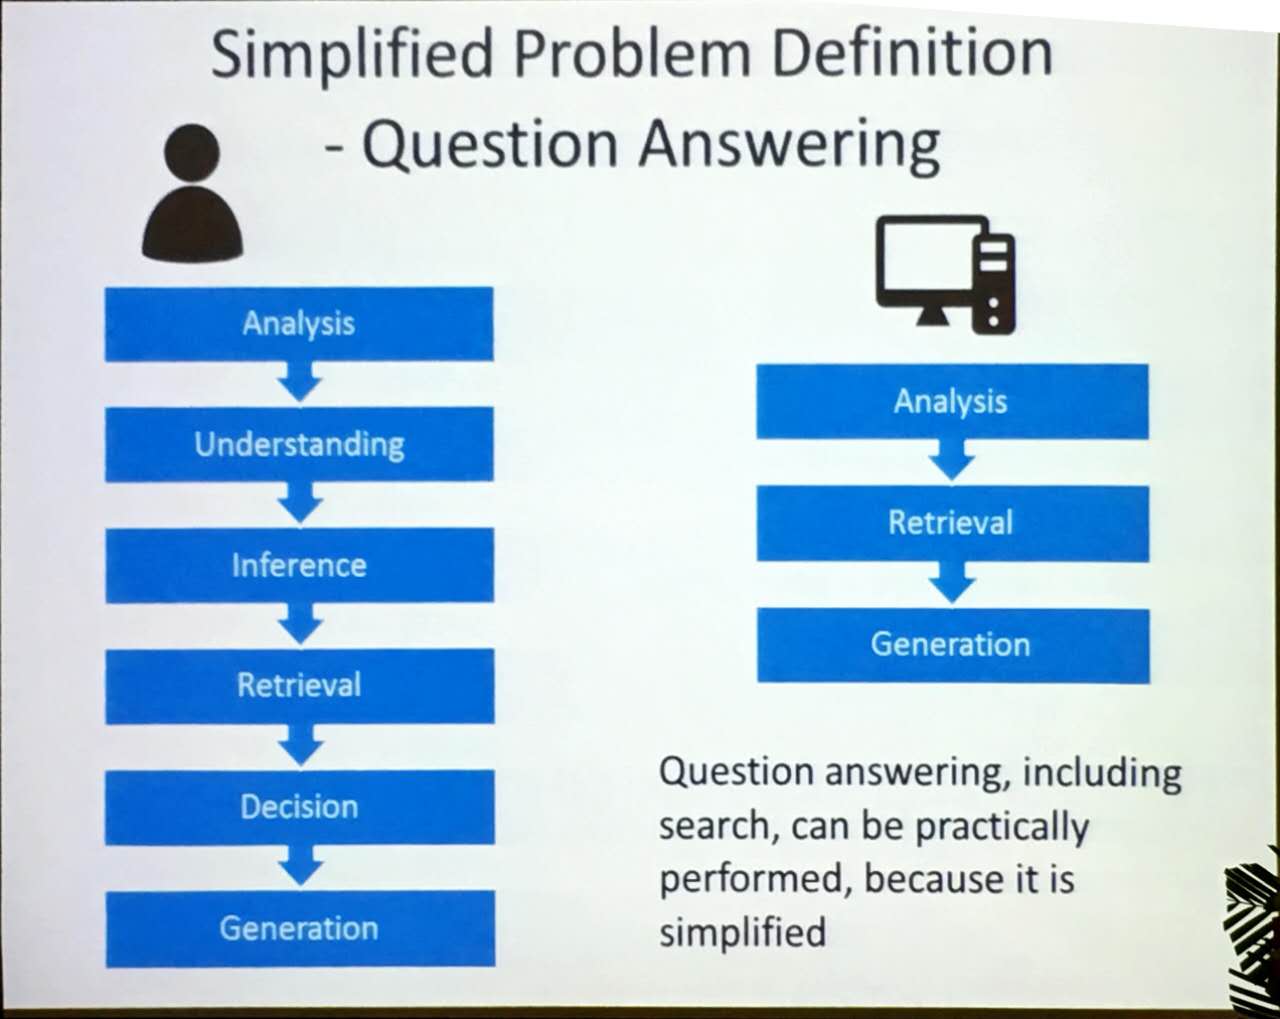 Simplified Problem Definition
- Question Answering
Analysis
Understanding
Inference
Retrieval
Decision
Generation
Analysis
Retrieval
Generation
Question answering, including
search, can be practically
performed, because it is
simplified